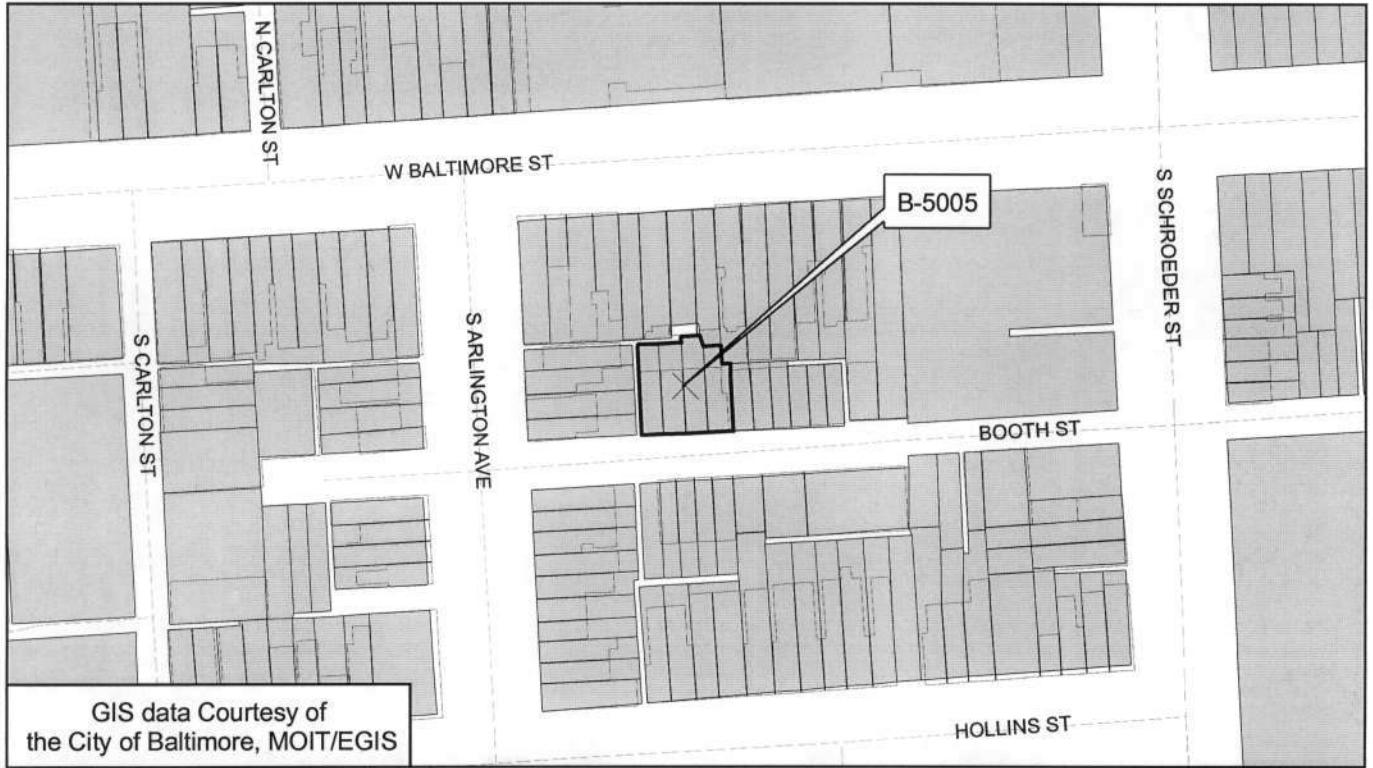 N CARLTON ST
W BALTIMORE ST
B-5005
S SCHROEDER ST
S CARLTON ST
S ARLINGTON AVE
BOOTH ST
HOLLINS ST
GIS data Courtesy of
the City of Baltimore, MOIT/EGIS